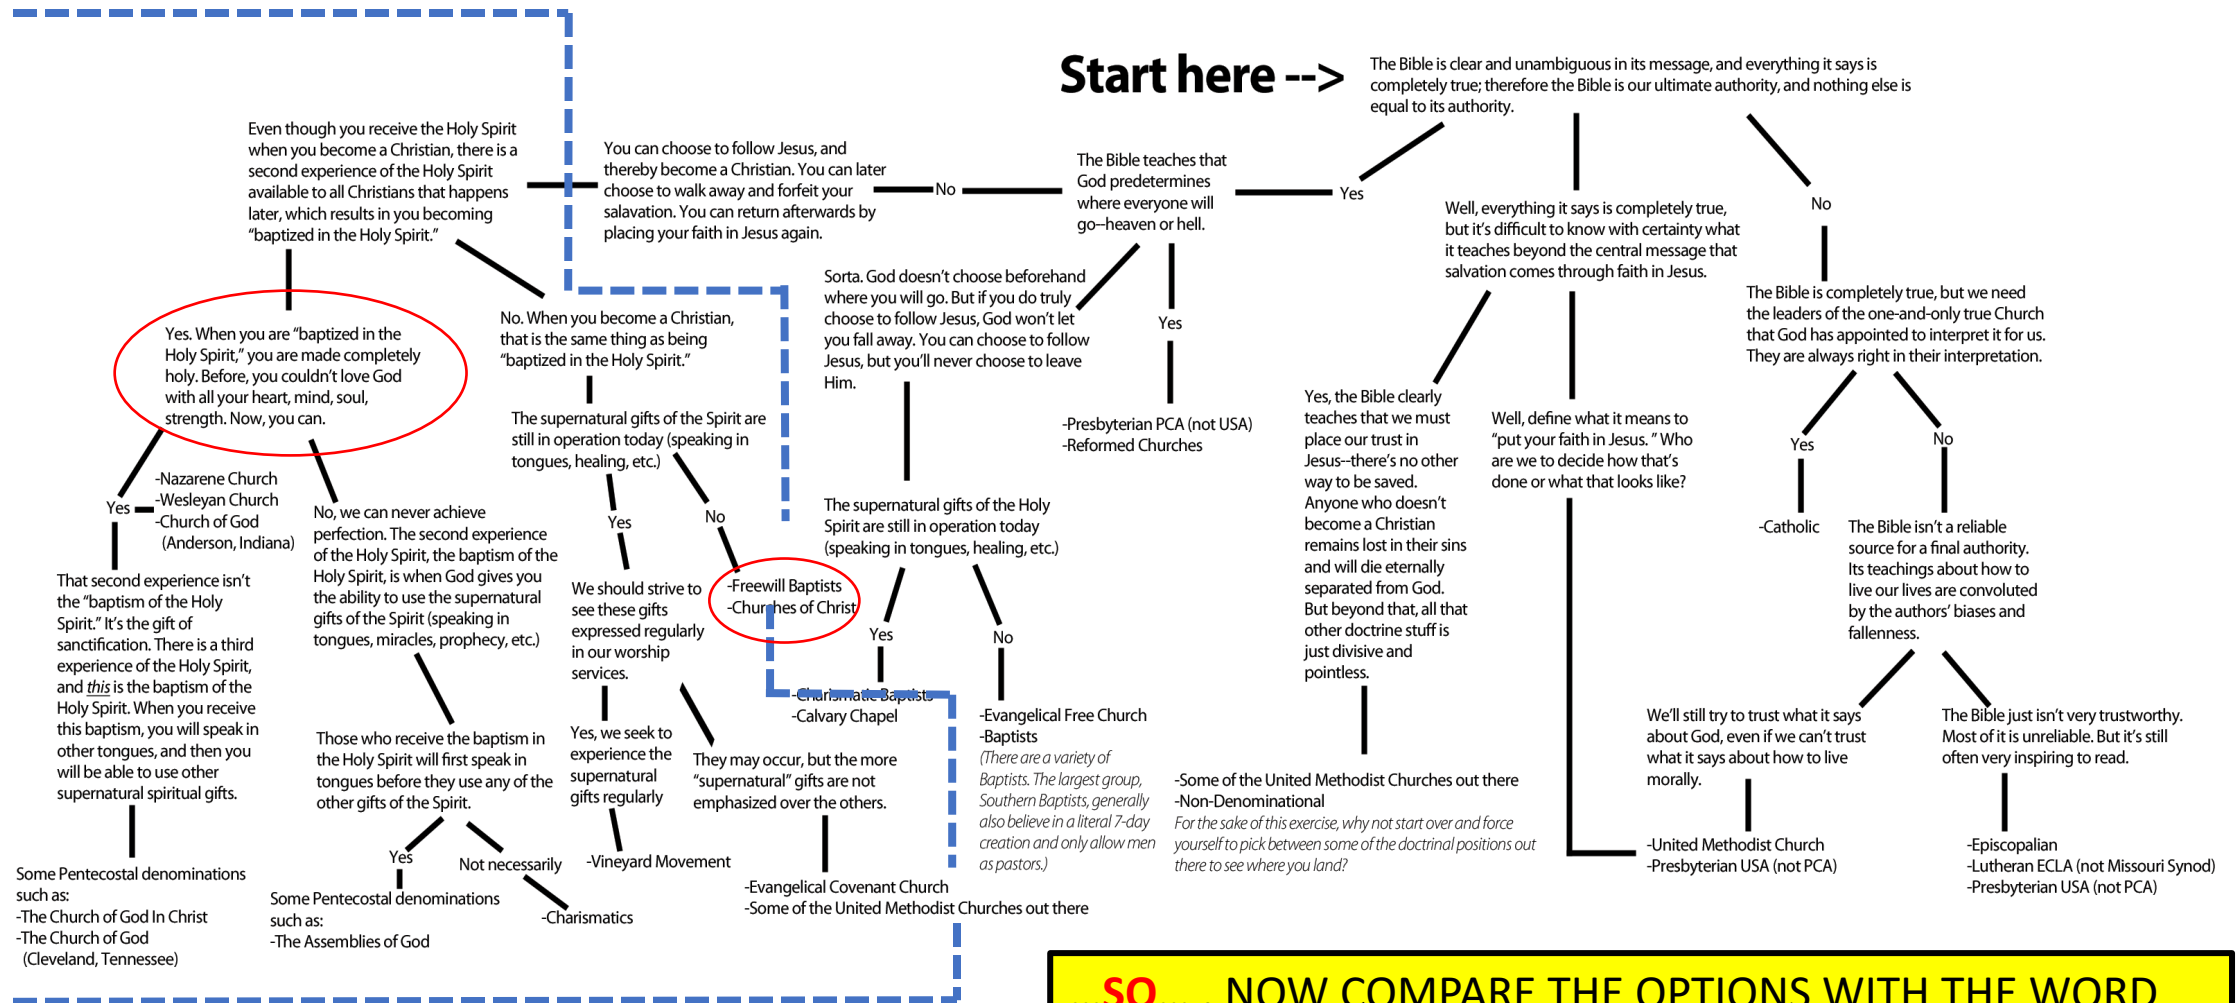 Start here -->
The Bible is clear and unambiguous in its message, and everything it says is
completely true; therefore the Bible is our ultimate authority, and nothing else is
equal to its authority.
Even though you receive the Holy Spirit
when you become a Christian, there is a
second experience of the Holy Spirit
available to all Christians that happens
later, which results in you becoming
“baptized in the Holy Spirit.”
You can choose to follow Jesus, and
thereby become a Christian. You can later
choose to walk away and forfeit your
salavation. You can return afterwards by
placing your faith in Jesus again.
No
The Bible teaches that
God predetermines
where everyone will
go--heaven or hell.
Yes
Well, everything it says is completely true,
but it’s difficult to know with certainty what
it teaches beyond the central message that
salvation comes through faith in Jesus.
No
The Bible is completely true, but we need
the leaders of the one-and-only true Church
that God has appointed to interpret it for us.
They are always right in their interpretation.
Sorta. God doesn’t choose beforehand
where you will go. But if you do truly
choose to follow Jesus, God won’t let
you fall away. You can choose to follow
Jesus, but you’ll never choose to leave
Him.
Yes
-Presbyterian PCA (not USA)
-Reformed Churches
Yes. When you are “baptized in the
Holy Spirit,” you are made completely
holy. Before, you couldn’t love God
with all your heart, mind, soul,
strength. Now, you can.
No. When you become a Christian,
that is the same thing as being
“baptized in the Holy Spirit.”
The supernatural gifts of the Spirit are
still in operation today (speaking in
tongues, healing, etc.)
Yes, the Bible clearly
teaches that we must
place our trust in
Jesus--there’s no other
way to be saved.
Anyone who doesn’t
become a Christian
remains lost in their sins
and will die eternally
separated from God.
But beyond that, all that
other doctrine stuff is
just divisive and
pointless.
Well, define what it means to
“put your faith in Jesus. ” Who
are we to decide how that’s
done or what that looks like?
Yes
No
-Catholic
The Bible isn’t a reliable
source for a final authority.
Its teachings about how to
live our lives are convoluted
by the authors’ biases and
fallenness.
Yes
-Nazarene Church
-Wesleyan Church
-Church of God
(Anderson, Indiana)
No, we can never achieve
perfection. The second experience
of the Holy Spirit, the baptism of the
Holy Spirit, is when God gives you
the ability to use the supernatural
gifts of the Spirit (speaking in
tongues, miracles, prophecy, etc.)
Yes
No
The supernatural gifts of the Holy
Spirit are still in operation today
(speaking in tongues, healing, etc.)
That second experience isn’t
the “baptism of the Holy
Spirit.” It’s the gift of
sanctification. There is a third
experience of the Holy Spirit,
and this is the baptism of the
Holy Spirit. When you receive
this baptism, you will speak in
other tongues, and then you
will be able to use other
supernatural spiritual gifts.
We should strive to
see these gifts
expressed regularly
in our worship
services.
-Freewill Baptists
-Churches of Christ
Yes
No
-Charismatic Baptists
-Calvary Chapel
-Evangelical Free Church
-Baptists
(There are a variety of
Baptists. The largest group,
Southern Baptists, generally
also believe in a literal 7-day
creation and only allow men
as pastors.)
Those who receive the baptism in
the Holy Spirit will first speak in
tongues before they use any of the
other gifts of the Spirit.
Yes, we seek to
experience the
supernatural
gifts regularly
They may occur, but the more
“supernatural” gifts are not
emphasized over the others.
-Some of the United Methodist Churches out there
-Non-Denominational
For the sake of this exercise, why not start over and force
yourself to pick between some of the doctrinal positions out
there to see where you land?
We’ll still try to trust what it says
about God, even if we can’t trust
what it says about how to live
morally.
The Bible just isn’t very trustworthy.
Most of it is unreliable. But it’s still
often very inspiring to read.
-United Methodist Church
-Presbyterian USA (not PCA)
-Episcopalian
-Lutheran ECLA (not Missouri Synod)
-Presbyterian USA (not PCA)
Some Pentecostal denominations
such as:
-The Church of God In Christ
-The Church of God
(Cleveland, Tennessee)
Yes
Some Pentecostal denominations
such as:
-The Assemblies of God
Not necessarily
-Charismatics
-Vineyard Movement
-Evangelical Covenant Church
-Some of the United Methodist Churches out there
...SO..... NOW COMPARE THE OPTIONS WITH THE WORD